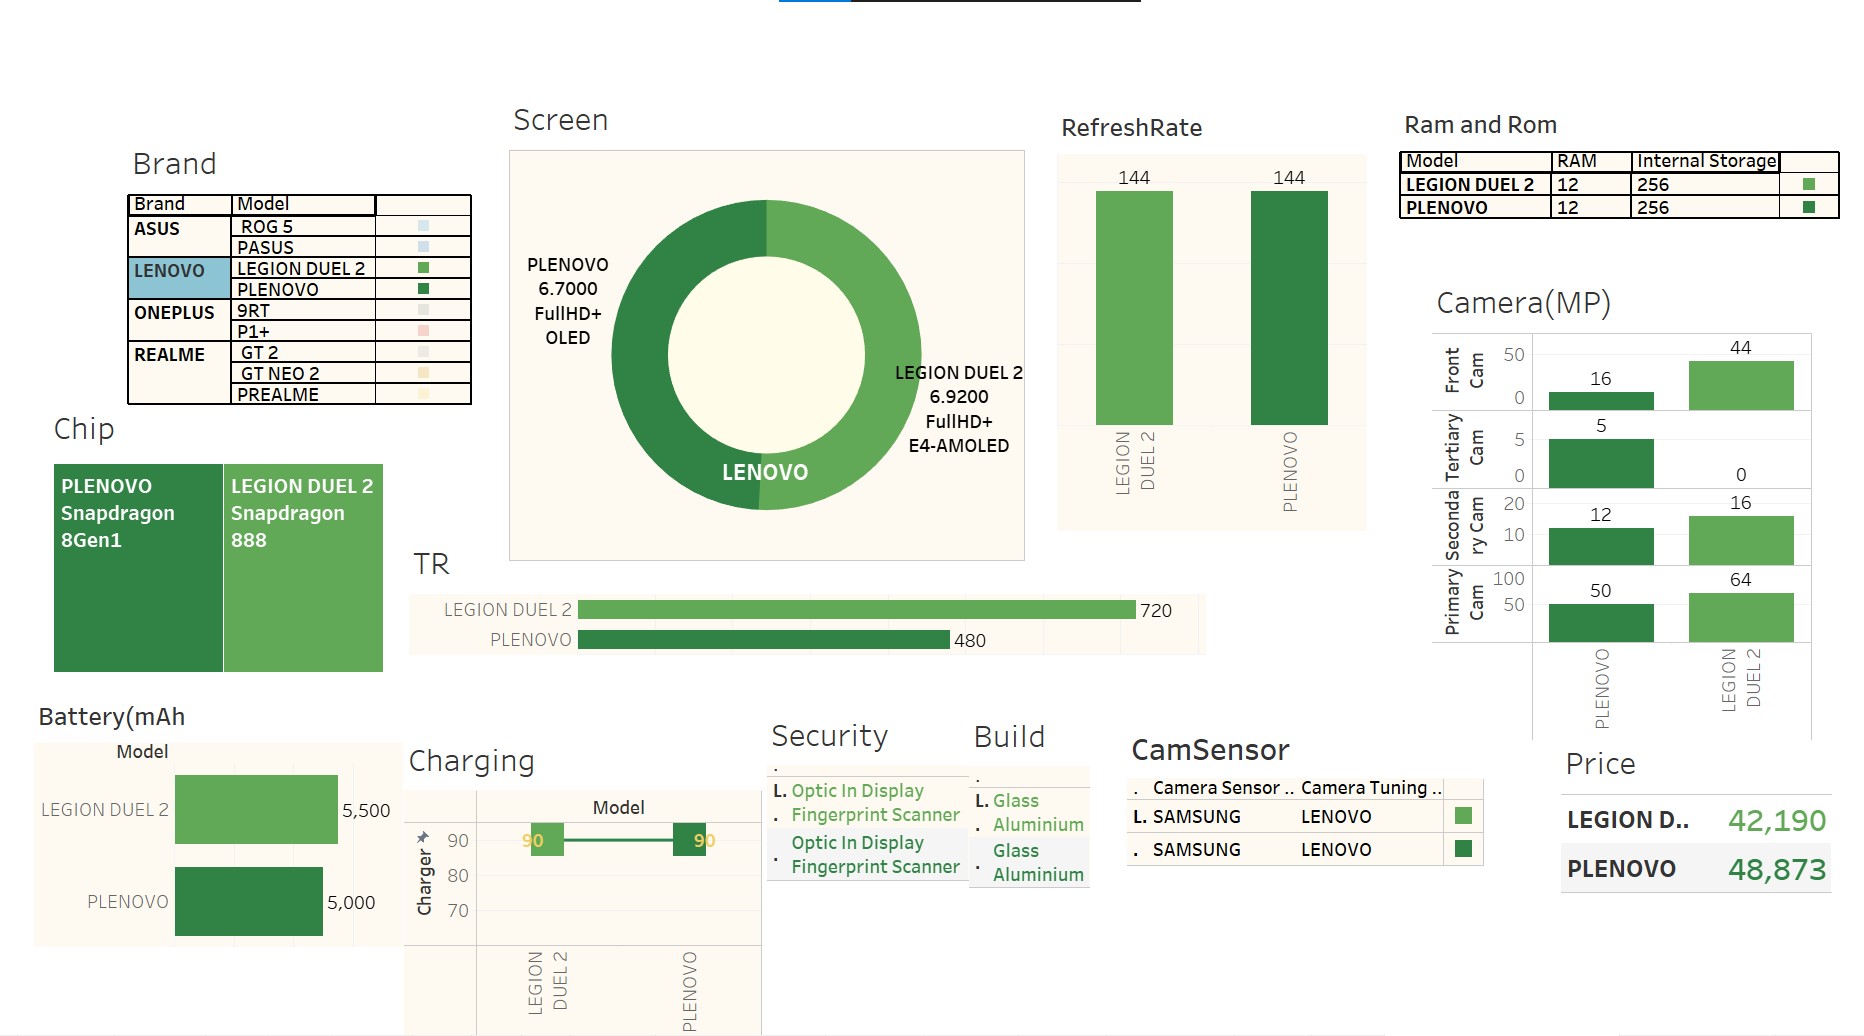 Brand
Brand Model
ASUS ROG 5
PASUS
LENOVO LEGION DUEL 2
PLENOVO
ONEPLUS 9RT
P1+
REALME GT 2
GT NEO 2
PREALME
Screen
PLENOVO
6.7000
FullHD+
OLED
LEGION DUEL 2
6.9200
FullHD+
E4-AMOLED
LENOVO
RefreshRate
144 144
LEGION
DUEL 2
PLENOVO
Ram and Rom
Model RAM Internal Storage
LEGION DUEL 2 12 256
PLENOVO 12 256
Camera(MP)
Front
Cam
50
0
16
44
Tertiary
Cam
5
0
5
0
Seconda
ry Cam
20
10
12
16
Primary
Cam
100
50
50
64
PLENOVO
LEGION
DUEL 2
Chip
PLENOVO
Snapdragon
8Gen1
LEGION DUEL 2
Snapdragon
888
TR
LEGION DUEL 2 720
PLENOVO 480
Battery(mAh
Model
LEGION DUEL 2 5,500
PLENOVO 5,000
Charging
Model
Charger
90
80
70
90 90
LEGION
DUEL 2
PLENOVO
Security
.
L. Optic In Display
. Fingerprint Scanner
Optic In Display
. Fingerprint Scanner
Build
.
L. Glass
. Aluminium
Glass
. Aluminium
CamSensor
. Camera Sensor .. Camera Tuning ..
L. SAMSUNG LENOVO
. SAMSUNG LENOVO
Price
LEGION D.. 42,190
PLENOVO 48,873